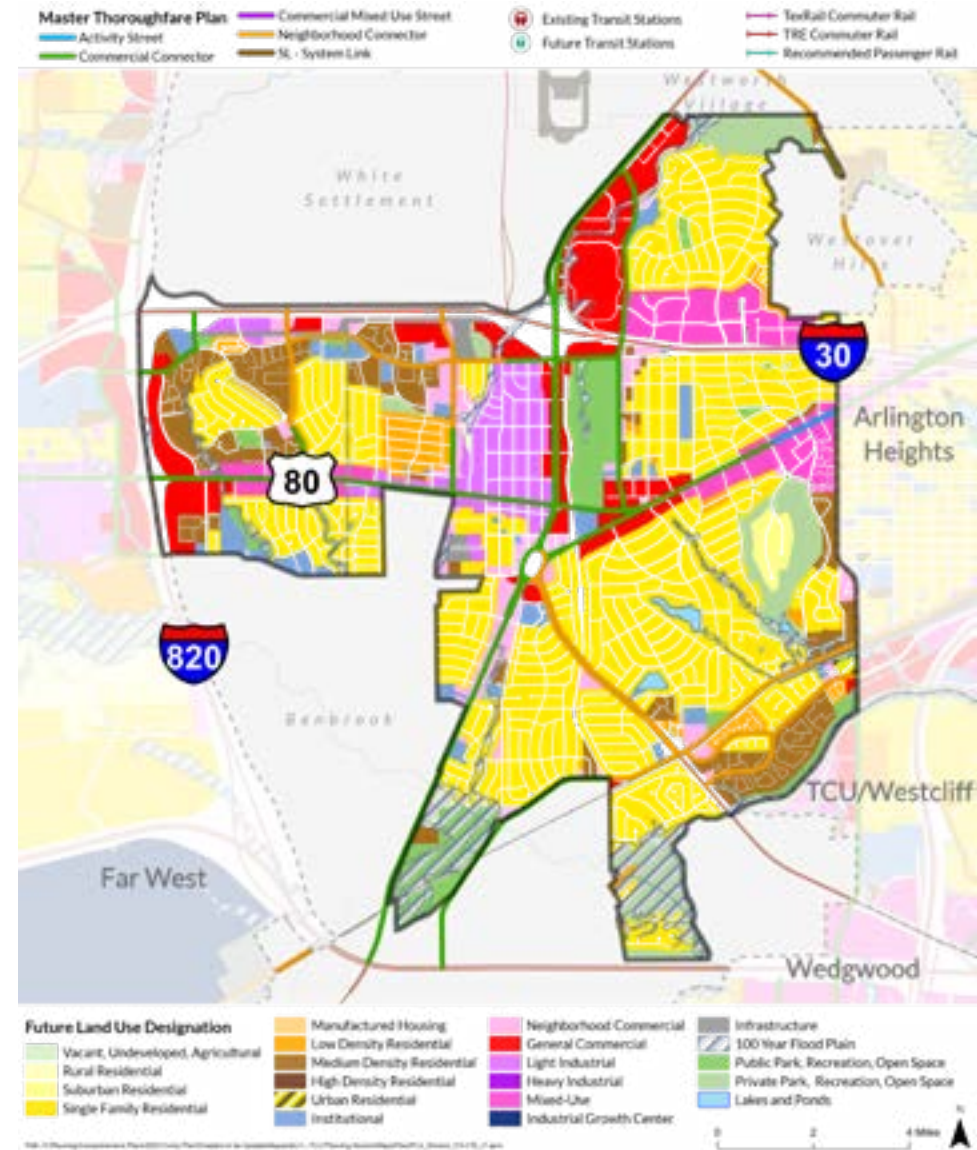 Master Thoroughfare Plan
Activity Street
Commercial Connector
Commercial Mixed Use Street
Neighborhood Connector
SL - System Link
Existing Transit Stations
Future Transit Stations
TexRail Commuter Rail
TRE Commuter Rail
Recommended Passenger Rail
Westworth
Village
White
Settlement
Westover
Hills
30
Arlington
Heights
80
820
Benbrook
TCU/Westcliff
Far West
Wedgwood
Future Land Use Designation
Vacant, Undeveloped, Agricultural
Rural Residential
Suburban Residential
Single Family Residential
Manufactured Housing
Low Density Residential
Medium Density Residential
High Density Residential
Urban Residential
Institutional
Neighborhood Commercial
General Commercial
Light Industrial
Heavy Industrial
Mixed-Use
Industrial Growth Center
Infrastructure
100 Year Flood Plain
Public Park, Recreation, Open Space
Private Park, Recreation, Open Space
Lakes and Ponds
N
0 2 4 Miles